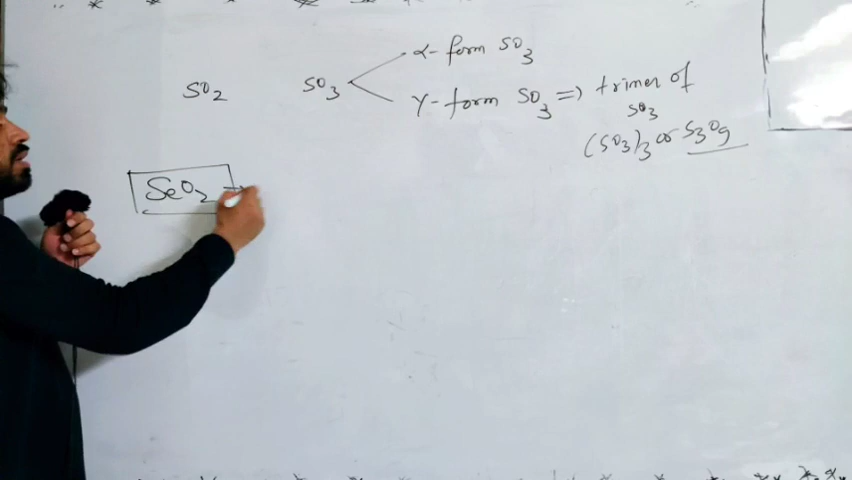 α-form SO3
SO2 SO3
γ-form SO3 => trimer of
SO3
(SO3)3 or S3O9
SeO2